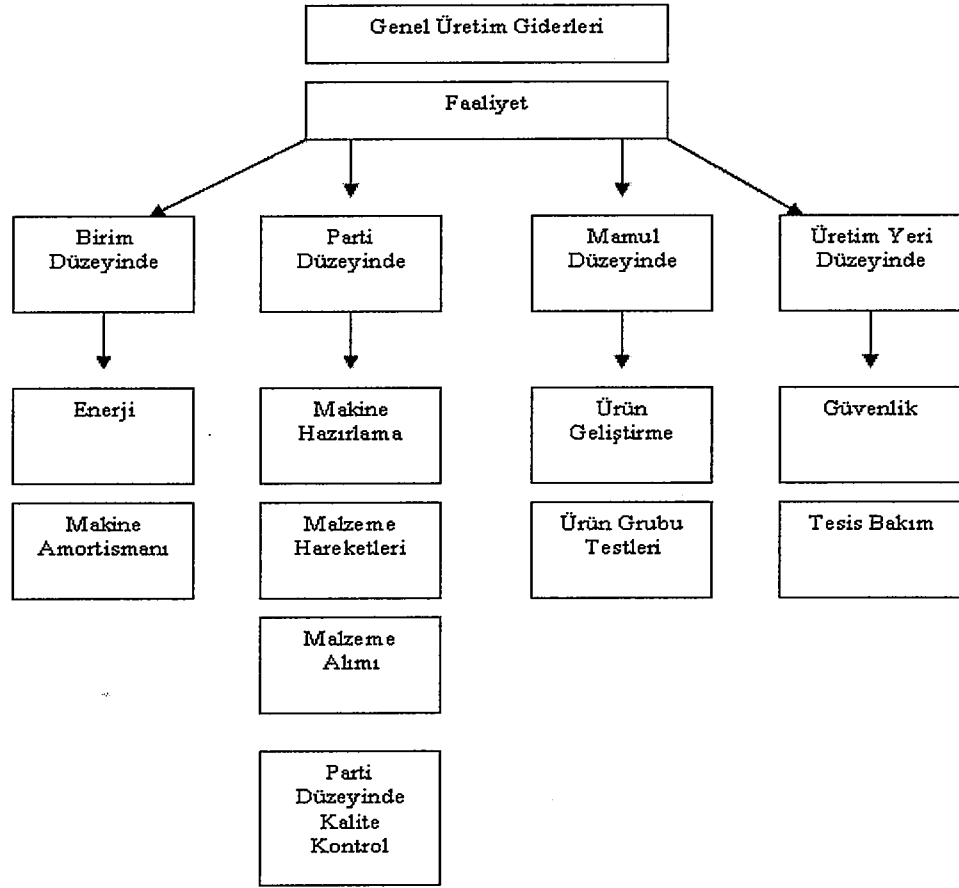 Genel Üretim Giderleri
Faaliyet
Birim
Düzeyinde
Parti
Düzeyinde
Mamul
Düzeyinde
Üretim Yeri
Düzeyinde
Enerji
Makine
Hazırlama
Ürün
Geliştirme
Güvenlik
Makine
Amortismanı
Malzeme
Hareketleri
Ürün Grubu
Testleri
Tesis Bakım
Malzeme
Alımı
Parti
Düzeyinde
Kalite
Kontrol